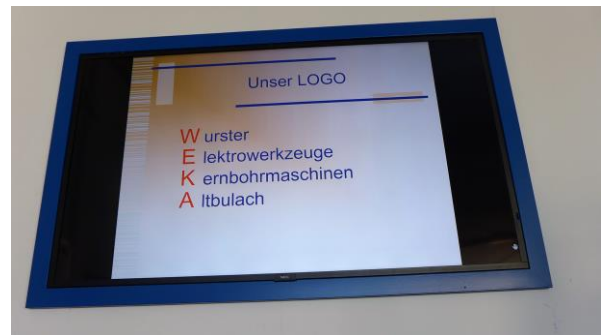 Unser LOGO
Wurster
Elektrowerkzeuge
Kernbohrmaschinen
Altbulach